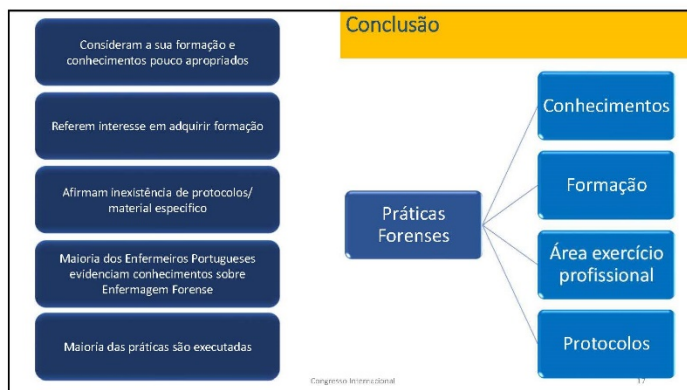 Consideram a sua formação e
conhecimentos pouco apropriados
Referem interesse em adquirir formação
Afirmam inexistência de protocolos/
material específico
Maioria dos Enfermeiros Portugueses
evidenciam conhecimentos sobre
Enfermagem Forense
Maioria das práticas são executadas
Conclusão
Práticas
Forenses
Conhecimentos
Formação
Área exercício
profissional
Protocolos
Congresso Internacional
17